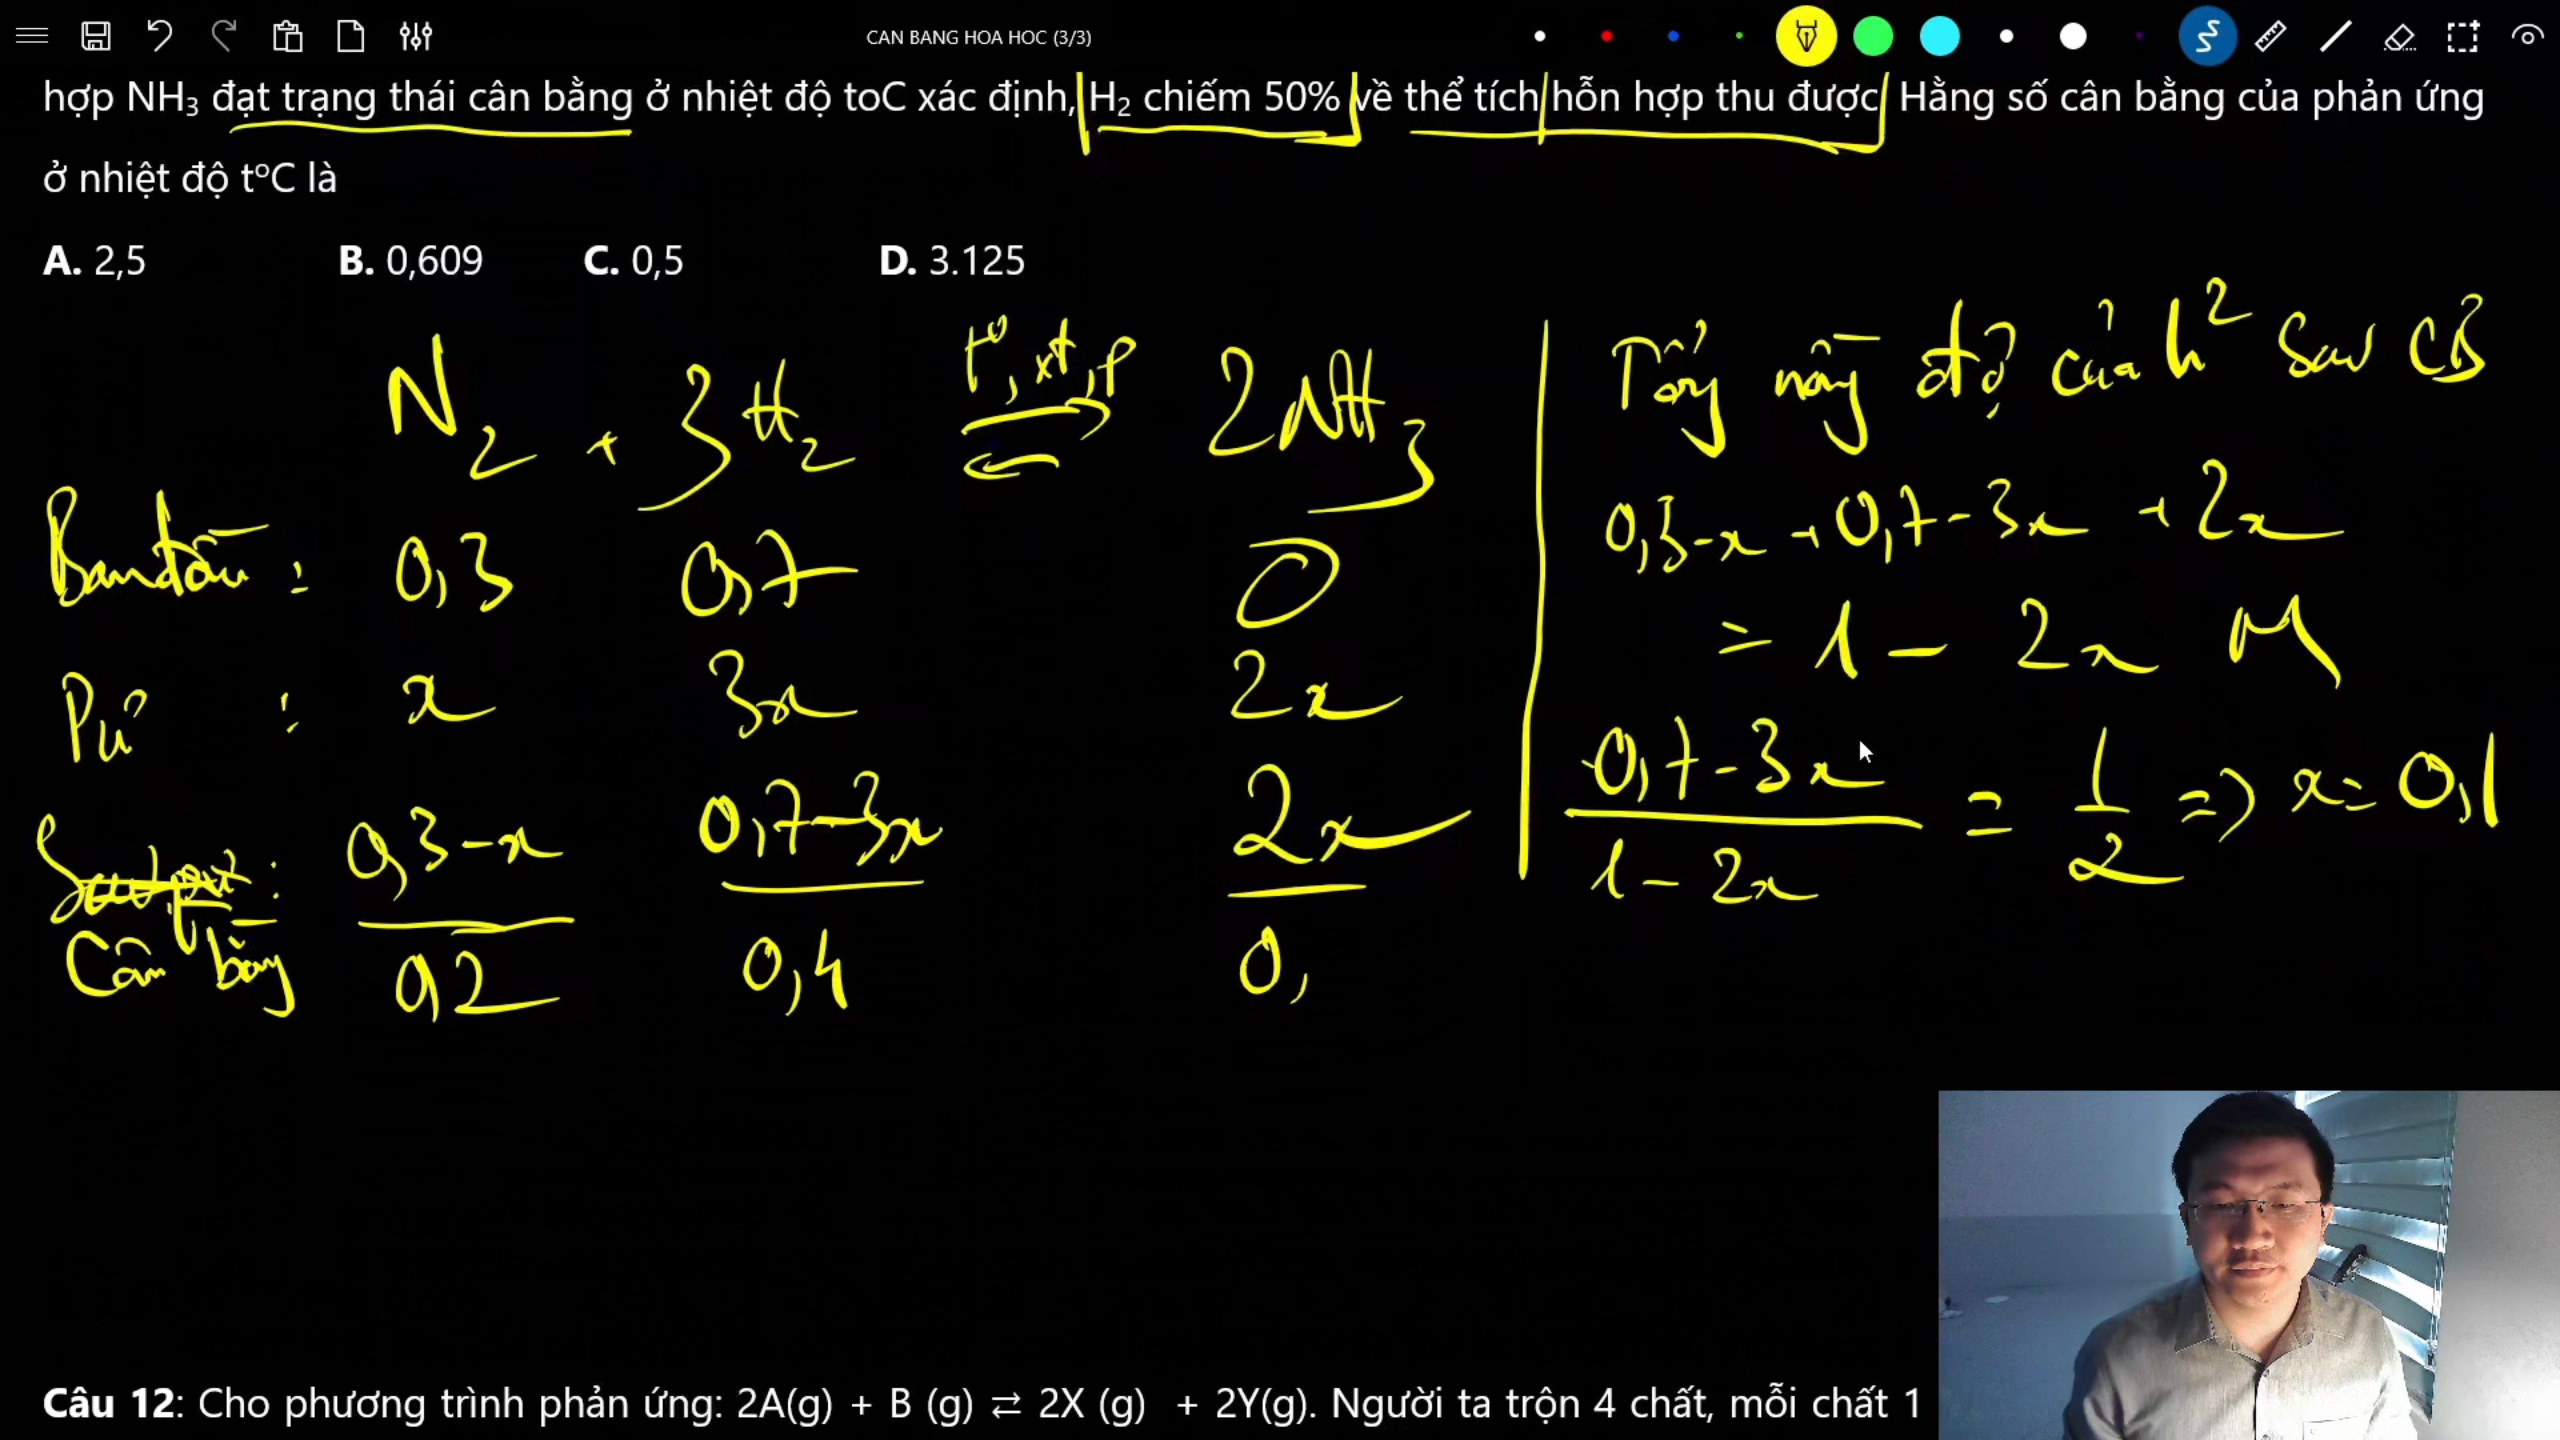 CAN BANG HOA HOC (3/3)
hợp NH₃ đạt trạng thái cân bằng ở nhiệt độ toC xác định, H₂ chiếm 50% về thể tích hỗn hợp thu được Hằng số cân bằng của phản ứng
ở nhiệt độ tºC là
A. 2,5 B. 0,609 C. 0,5 D. 3.125
N₂ + 3H₂ ⇄ 2NH₃
t⁰, xt, p
Ban đầu : 0,3 0,7 0
Pứ : x 3x 2x
: 0,3-x 0,7-3x 2x
Cân bằng 0,2 0,4 0,
Tổng nồng độ của h² sau CB
0,3-x + 0,7-3x + 2x
= 1 - 2x M
0,7-3x / 1-2x = 1/2 => x = 0,1
Câu 12: Cho phương trình phản ứng: 2A(g) + B (g) ⇄ 2X (g) + 2Y(g). Người ta trộn 4 chất, mỗi chất 1